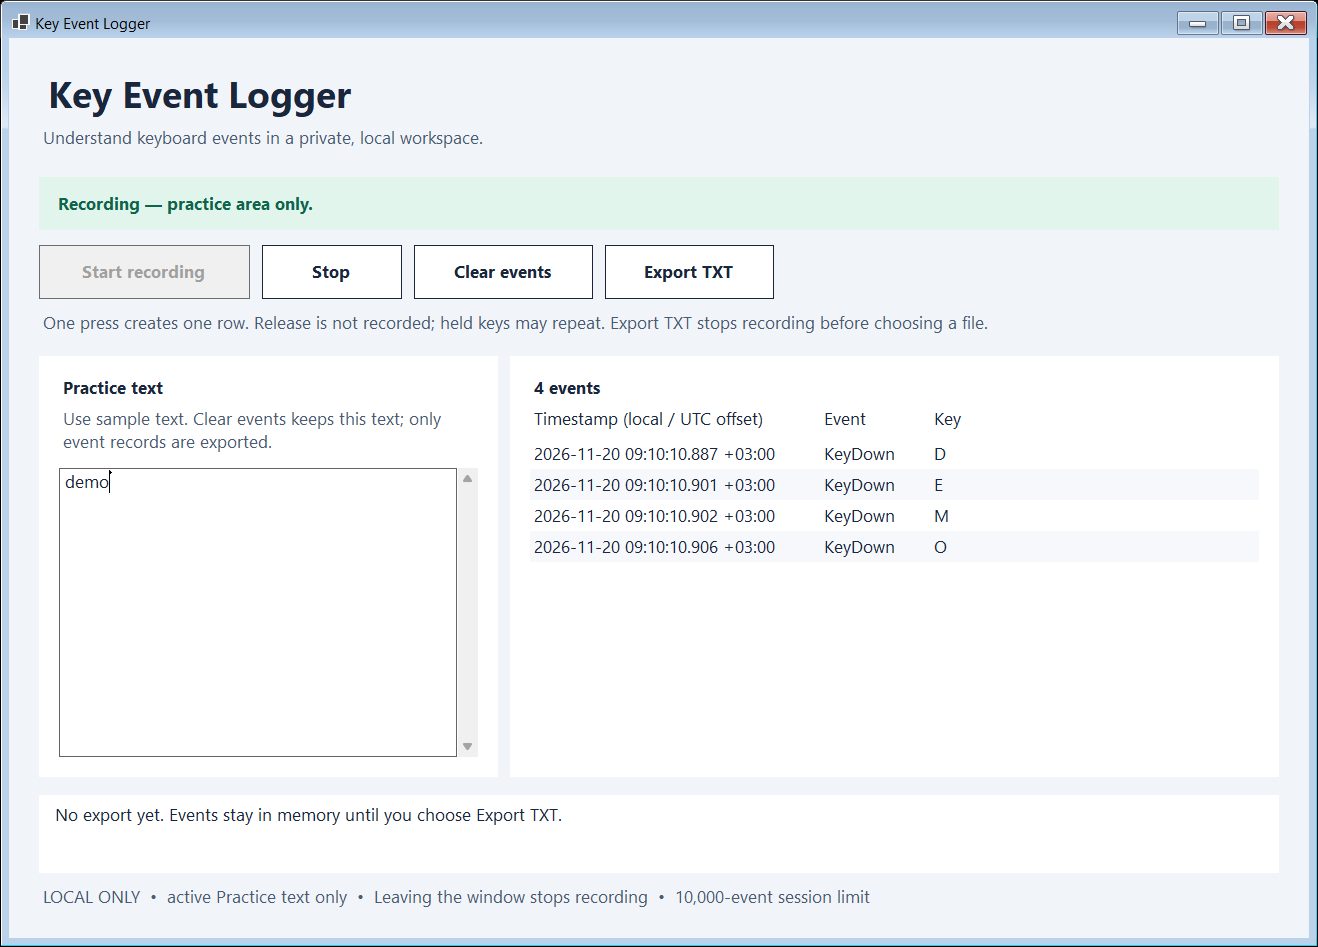 Key Event Logger
Key Event Logger
Understand keyboard events in a private, local workspace.
Recording — practice area only.
Start recording
Stop
Clear events
Export TXT
One press creates one row. Release is not recorded; held keys may repeat. Export TXT stops recording before choosing a file.
Practice text
Use sample text. Clear events keeps this text; only
event records are exported.
demo
4 events
Timestamp (local / UTC offset) Event Key
2026-11-20 09:10:10.887 +03:00 KeyDown D
2026-11-20 09:10:10.901 +03:00 KeyDown E
2026-11-20 09:10:10.902 +03:00 KeyDown M
2026-11-20 09:10:10.906 +03:00 KeyDown O
No export yet. Events stay in memory until you choose Export TXT.
LOCAL ONLY • active Practice text only • Leaving the window stops recording • 10,000-event session limit